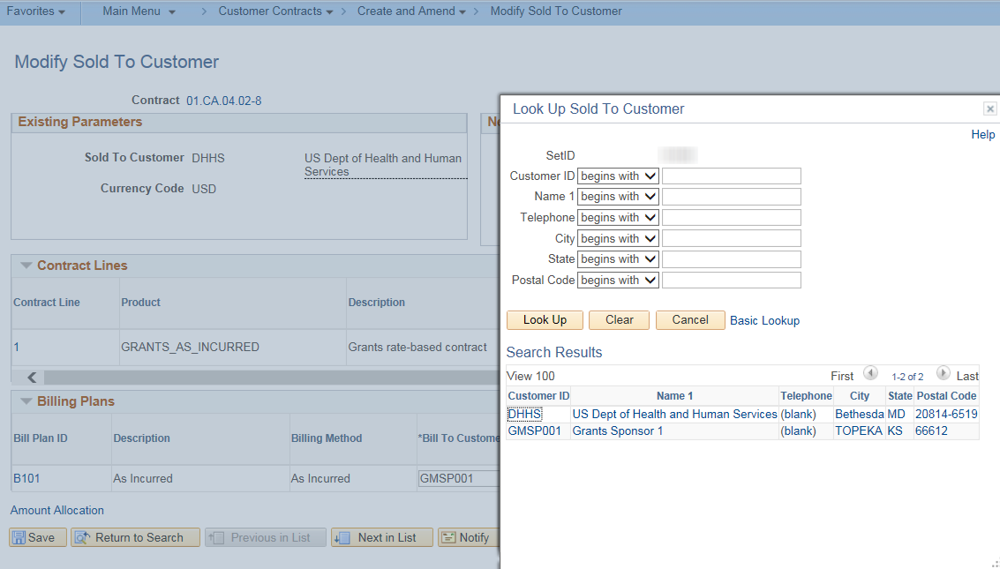 Favorites Main Menu > Customer Contracts > Create and Amend > Modify Sold To Customer
Modify Sold To Customer
Contract 01.CA.04.02-8
Existing Parameters
Sold To Customer DHHS US Dept of Health and Human
Services
Currency Code USD
Contract Lines
Contract Line Product Description
1 GRANTS_AS_INCURRED Grants rate-based contract
Billing Plans
Bill Plan ID Description Billing Method *Bill To Custome
B101 As Incurred As Incurred GMSP001
Amount Allocation
Save Return to Search Previous in List Next in List Notify
Look Up Sold To Customer
Help
SetID
Customer ID begins with
Name 1 begins with
Telephone begins with
City begins with
State begins with
Postal Code begins with
Look Up Clear Cancel Basic Lookup
Search Results
View 100 First 1-2 of 2 Last
Customer ID Name 1 Telephone City State Postal Code
DHHS US Dept of Health and Human Services (blank) Bethesda MD 20814-6519
GMSP001 Grants Sponsor 1 (blank) TOPEKA KS 66612